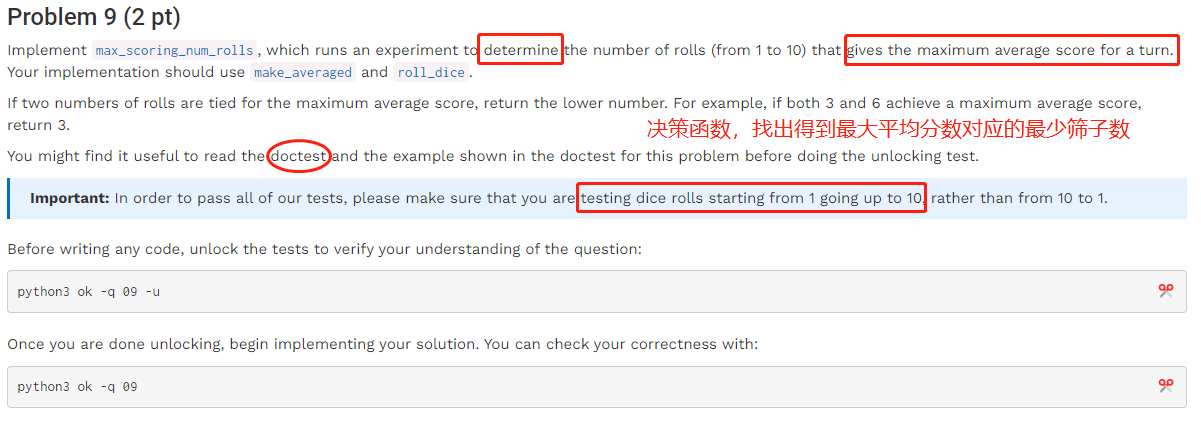 Problem 9 (2 pt)
Implement max_scoring_num_rolls, which runs an experiment to determine the number of rolls (from 1 to 10) that gives the maximum average score for a turn.
Your implementation should use make_averaged and roll_dice.
If two numbers of rolls are tied for the maximum average score, return the lower number. For example, if both 3 and 6 achieve a maximum average score,
return 3.
决策函数，找出得到最大平均分数对应的最少筛子数
You might find it useful to read the doctest and the example shown in the doctest for this problem before doing the unlocking test.
Important: In order to pass all of our tests, please make sure that you are testing dice rolls starting from 1 going up to 10, rather than from 10 to 1.
Before writing any code, unlock the tests to verify your understanding of the question:
python3 ok -q 09 -u
Once you are done unlocking, begin implementing your solution. You can check your correctness with:
python3 ok -q 09